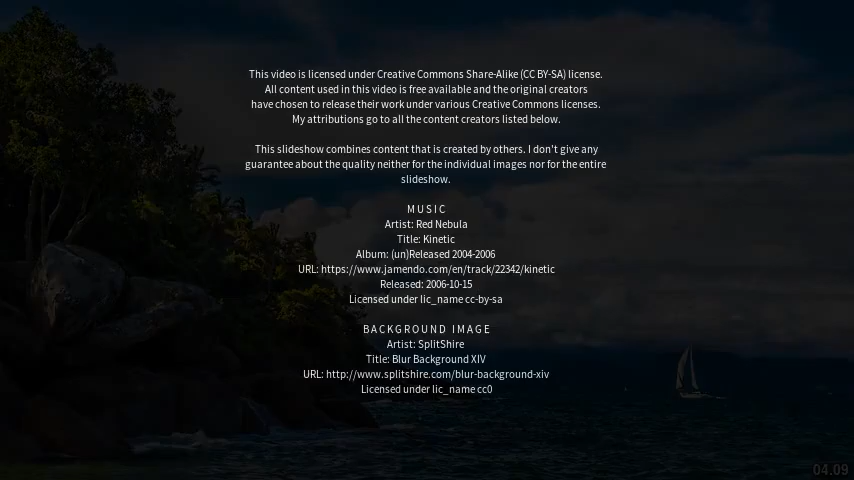 This video is licensed under Creative Commons Share-Alike (CC BY-SA) license.
All content used in this video is free available and the original creators
have chosen to release their work under various Creative Commons licenses.
My attributions go to all the content creators listed below.
This slideshow combines content that is created by others. I don't give any
guarantee about the quality neither for the individual images nor for the entire
slideshow.
MUSIC
Artist: Red Nebula
Title: Kinetic
Album: (un)Released 2004-2006
URL: https://www.jamendo.com/en/track/22342/kinetic
Released: 2006-10-15
Licensed under lic_name cc-by-sa
BACKGROUND IMAGE
Artist: SplitShire
Title: Blur Background XIV
URL: http://www.splitshire.com/blur-background-xiv
Licensed under lic_name cc0
04.09